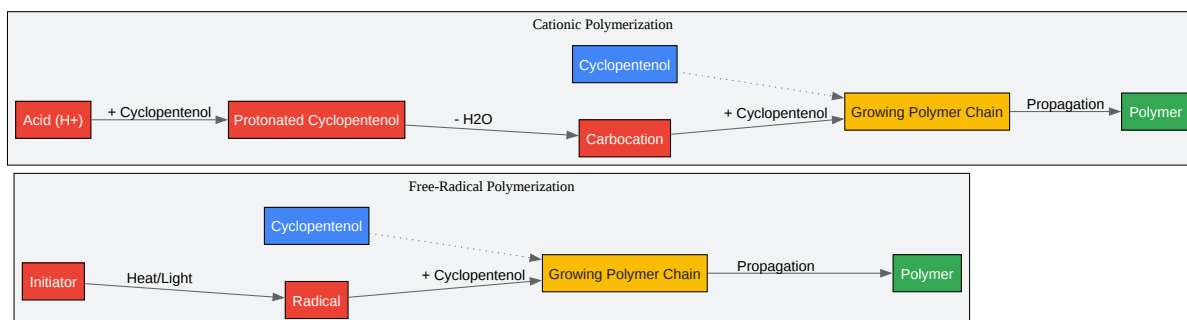 Cationic Polymerization
Cyclopentenol
Acid (H+)
+ Cyclopentenol
Protonated Cyclopentenol
- H2O
Carbocation
+ Cyclopentenol
Growing Polymer Chain
Propagation
Polymer
Free-Radical Polymerization
Cyclopentenol
Initiator
Heat/Light
Radical
+ Cyclopentenol
Growing Polymer Chain
Propagation
Polymer